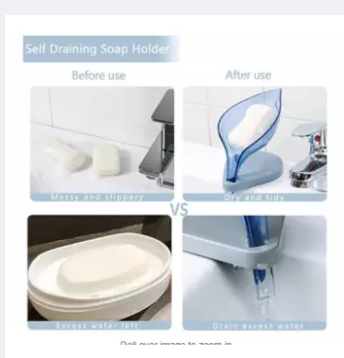 Self Draining Soap Holder
Before use
After use
Messy and slippery
Dry and tidy
VS
Excess water left
Drain excess water
Roll over image to zoom in